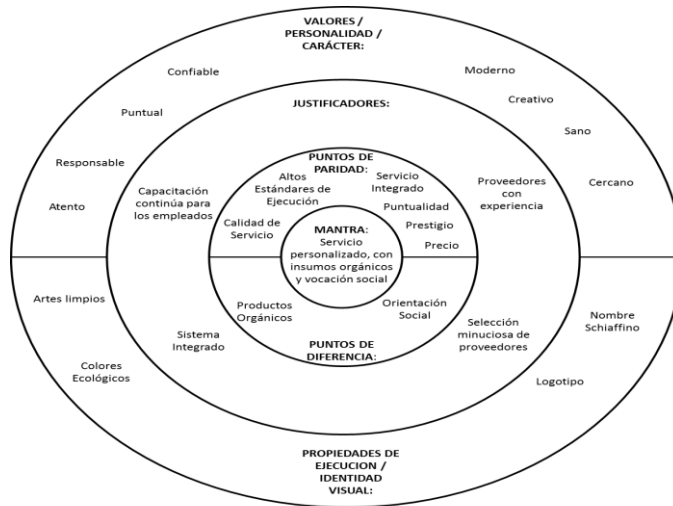 VALORES /
PERSONALIDAD /
CARÁCTER:
Confiable
Moderno
Puntual
Creativo
Sano
Responsable
Cercano
Atento
JUSTIFICADORES:
Capacitación
continúa para
los empleados
Proveedores
con
experiencia
PUNTOS DE
PARIDAD:
Altos
Estándares de
Ejecución
Servicio
Integrado
Puntualidad
Calidad de
Servicio
Prestigio
Precio
MANTRA:
Servicio
personalizado, con
insumos orgánicos
y vocación social
Productos
Orgánicos
Orientación
Social
PUNTOS DE
DIFERENCIA:
Sistema
Integrado
Selección
minuciosa de
proveedores
Artes limpios
Colores
Ecológicos
Nombre
Schiaffino
Logotipo
PROPIEDADES DE
EJECUCION /
IDENTIDAD
VISUAL: